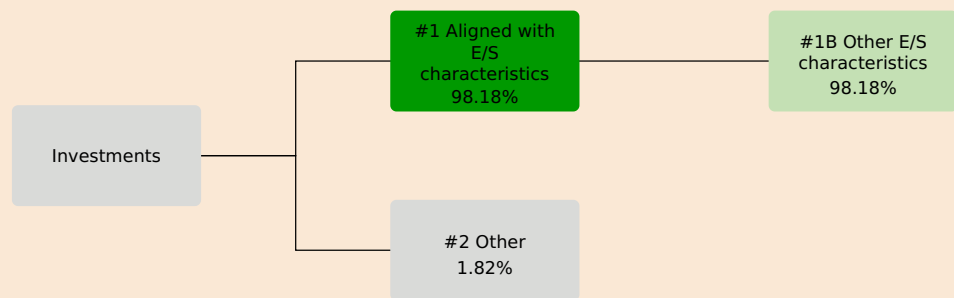 #1 Aligned with
E/S
characteristics
98.18%
#1B Other E/S
characteristics
98.18%
Investments
#2 Other
1.82%